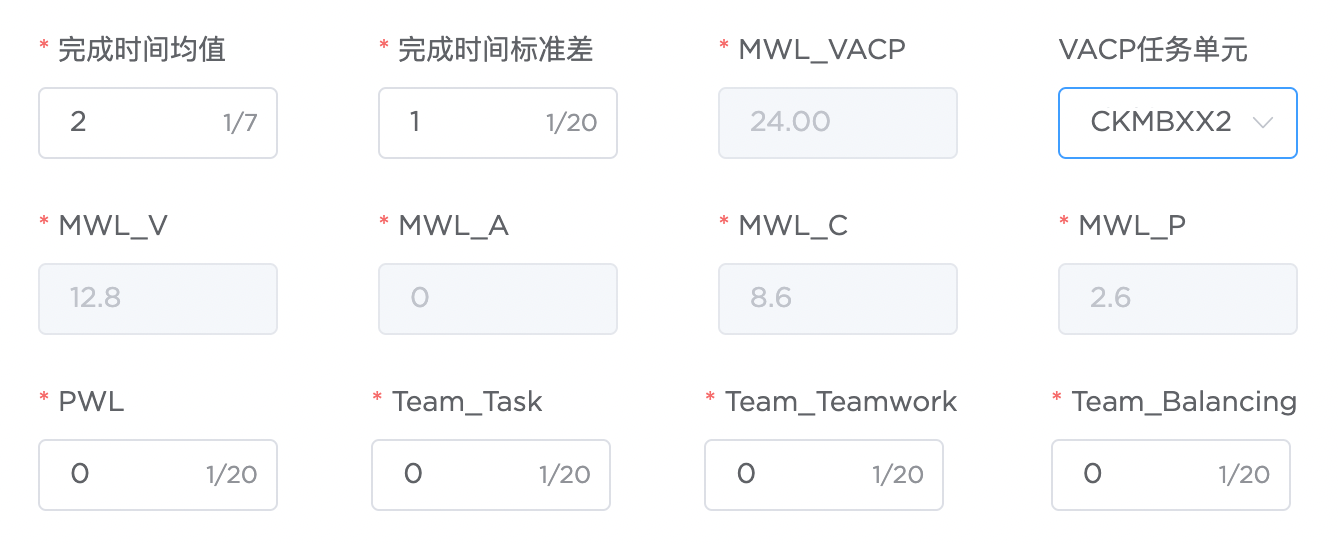 * 完成时间均值 * 完成时间标准差 * MWL_VACP VACP任务单元
2 1/7 1 1/20 24.00 CKMBXX2
* MWL_V * MWL_A * MWL_C * MWL_P
12.8 0 8.6 2.6
* PWL * Team_Task * Team_Teamwork * Team_Balancing
0 1/20 0 1/20 0 1/20 0 1/20